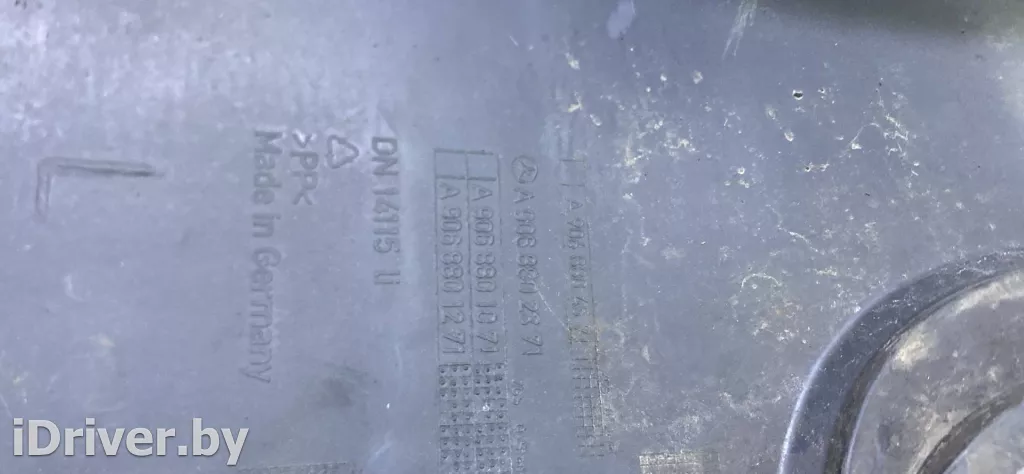 A 906 880 23 71
A 906 880 10 71
A 906 880 12 71
DN 14115 Ü
>PP<
Made in Germany
L
iDriver.by